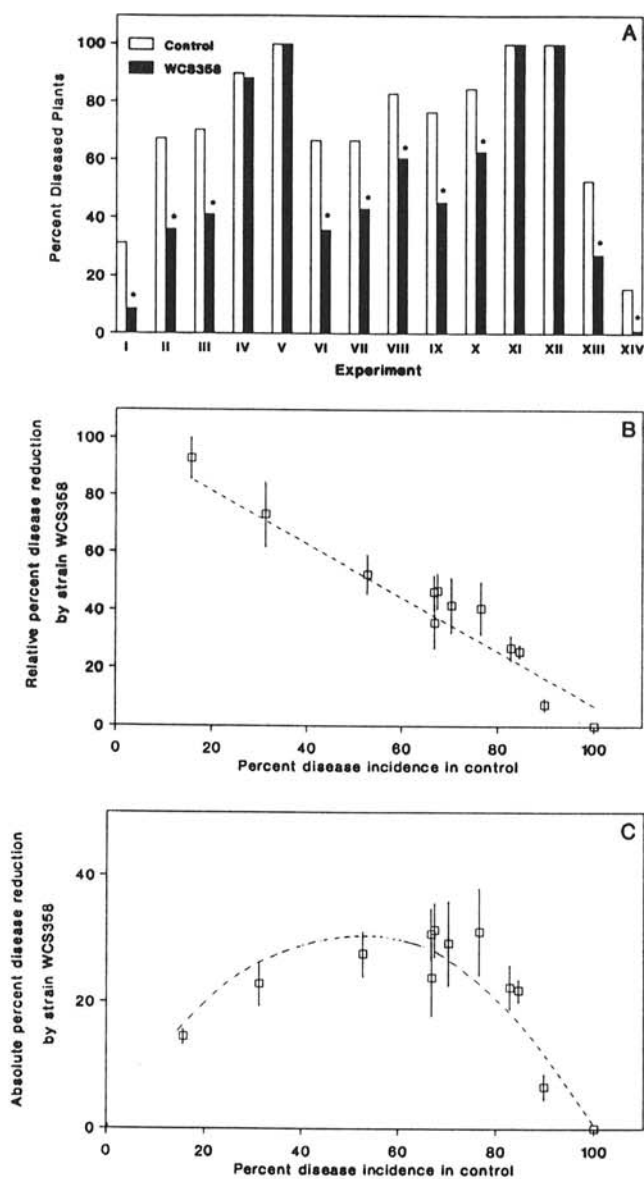 A
Control
WCS358
Percent Diseased Plants
100
80
60
40
20
0
I II III IV V VI VII VIII IX X XI XII XIII XIV
Experiment
B
Relative percent disease reduction
by strain WCS358
100
80
60
40
20
0
0 20 40 60 80 100
Percent disease incidence in control
C
Absolute percent disease reduction
by strain WCS358
40
20
0
0 20 40 60 80 100
Percent disease incidence in control